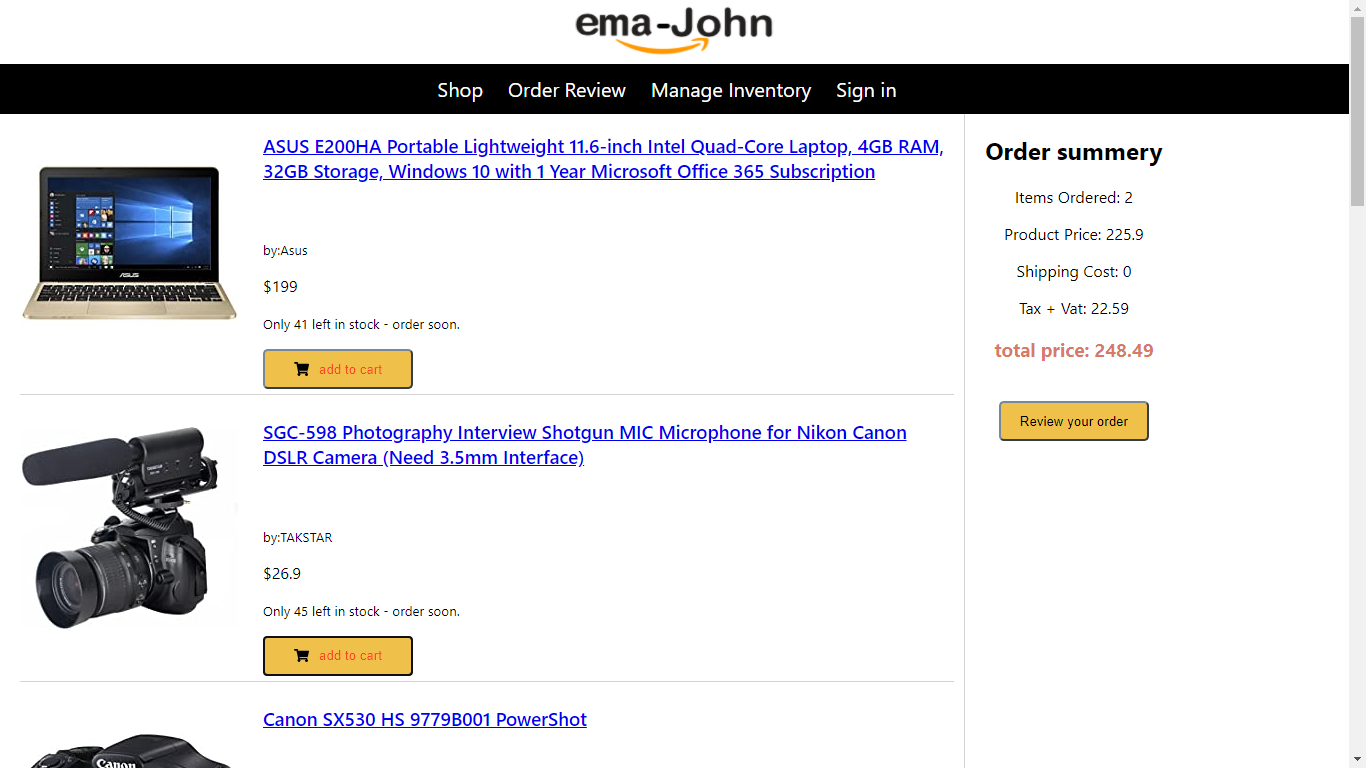 ema-John
Shop
Order Review
Manage Inventory
Sign in
ASUS E200HA Portable Lightweight 11.6-inch Intel Quad-Core Laptop, 4GB RAM,
32GB Storage, Windows 10 with 1 Year Microsoft Office 365 Subscription
ASUS
by:Asus
$199
Only 41 left in stock - order soon.
add to cart
SGC-598 Photography Interview Shotgun MIC Microphone for Nikon Canon
DSLR Camera (Need 3.5mm Interface)
by:TAKSTAR
$26.9
Only 45 left in stock - order soon.
add to cart
Canon SX530 HS 9779B001 PowerShot
Canon
Order summery
Items Ordered: 2
Product Price: 225.9
Shipping Cost: 0
Tax + Vat: 22.59
total price: 248.49
Review your order